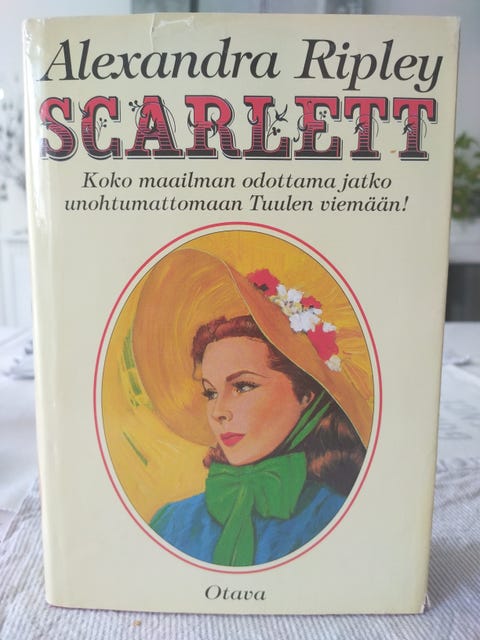 Alexandra Ripley
SCARLETT
Koko maailman odottama jatko
unohtumattomaan Tuulen viemään!
Otava